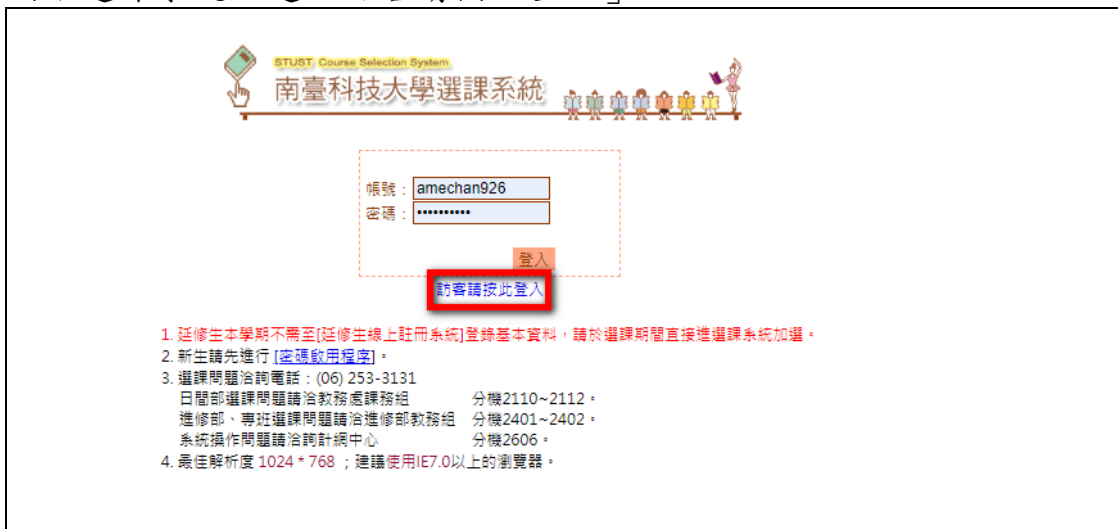 STUST Course Selection System
南臺科技大學選課系統
帳號：amechan926
密碼：••••••••••
登入
訪客請按此登入
1. 延修生本學期不需至[延修生線上註冊系統]登錄基本資料，請於選課期間直接進選課系統加選。
2. 新生請先進行 [密碼啟用程序]。
3. 選課問題洽詢電話：(06) 253-3131
日間部選課問題請洽教務處課務組 分機2110~2112。
進修部、專班選課問題請洽進修部教務組 分機2401~2402。
系統操作問題請洽詢計網中心 分機2606。
4. 最佳解析度 1024 * 768 ；建議使用IE7.0以上的瀏覽器。